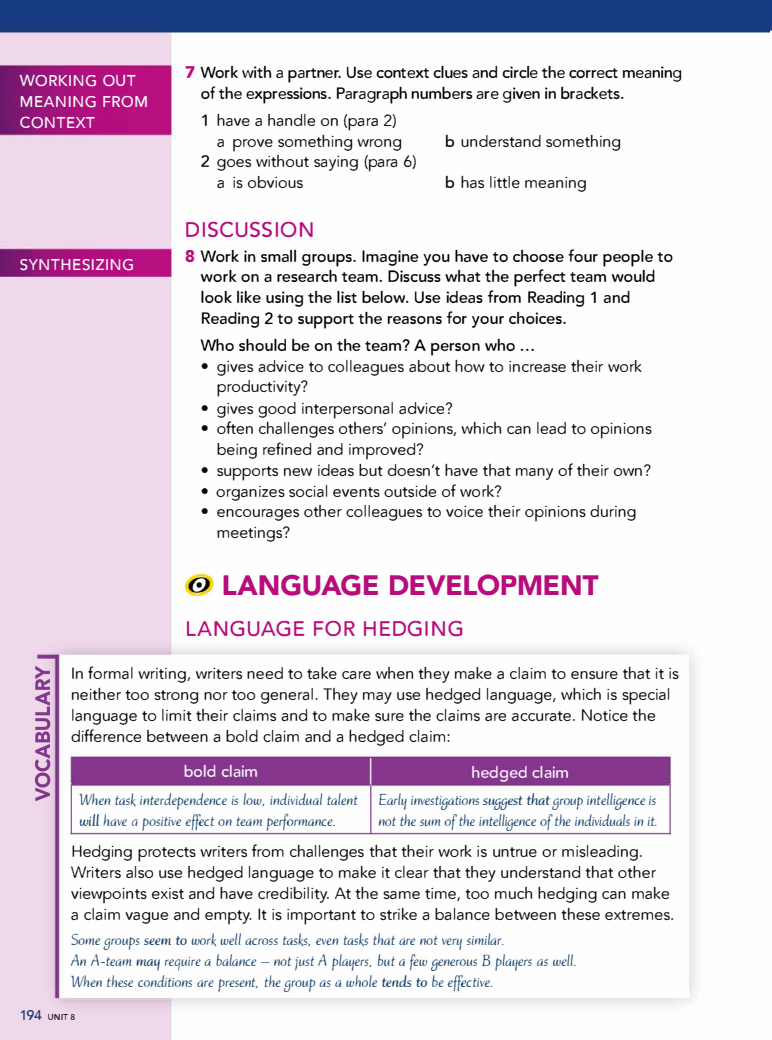 WORKING OUT
MEANING FROM
CONTEXT
7 Work with a partner. Use context clues and circle the correct meaning
of the expressions. Paragraph numbers are given in brackets.
1 have a handle on (para 2)
a prove something wrong b understand something
2 goes without saying (para 6)
a is obvious b has little meaning
DISCUSSION
SYNTHESIZING
8 Work in small groups. Imagine you have to choose four people to
work on a research team. Discuss what the perfect team would
look like using the list below. Use ideas from Reading 1 and
Reading 2 to support the reasons for your choices.
Who should be on the team? A person who …
• gives advice to colleagues about how to increase their work
productivity?
• gives good interpersonal advice?
• often challenges others' opinions, which can lead to opinions
being refined and improved?
• supports new ideas but doesn't have that many of their own?
• organizes social events outside of work?
• encourages other colleagues to voice their opinions during
meetings?
LANGUAGE DEVELOPMENT
LANGUAGE FOR HEDGING
VOCABULARY
In formal writing, writers need to take care when they make a claim to ensure that it is
neither too strong nor too general. They may use hedged language, which is special
language to limit their claims and to make sure the claims are accurate. Notice the
difference between a bold claim and a hedged claim:
bold claim hedged claim
When task interdependence is low, individual talent Early investigations suggest that group intelligence is
will have a positive effect on team performance. not the sum of the intelligence of the individuals in it.
Hedging protects writers from challenges that their work is untrue or misleading.
Writers also use hedged language to make it clear that they understand that other
viewpoints exist and have credibility. At the same time, too much hedging can make
a claim vague and empty. It is important to strike a balance between these extremes.
Some groups seem to work well across tasks, even tasks that are not very similar.
An A-team may require a balance – not just A players, but a few generous B players as well.
When these conditions are present, the group as a whole tends to be effective.
194 UNIT 8